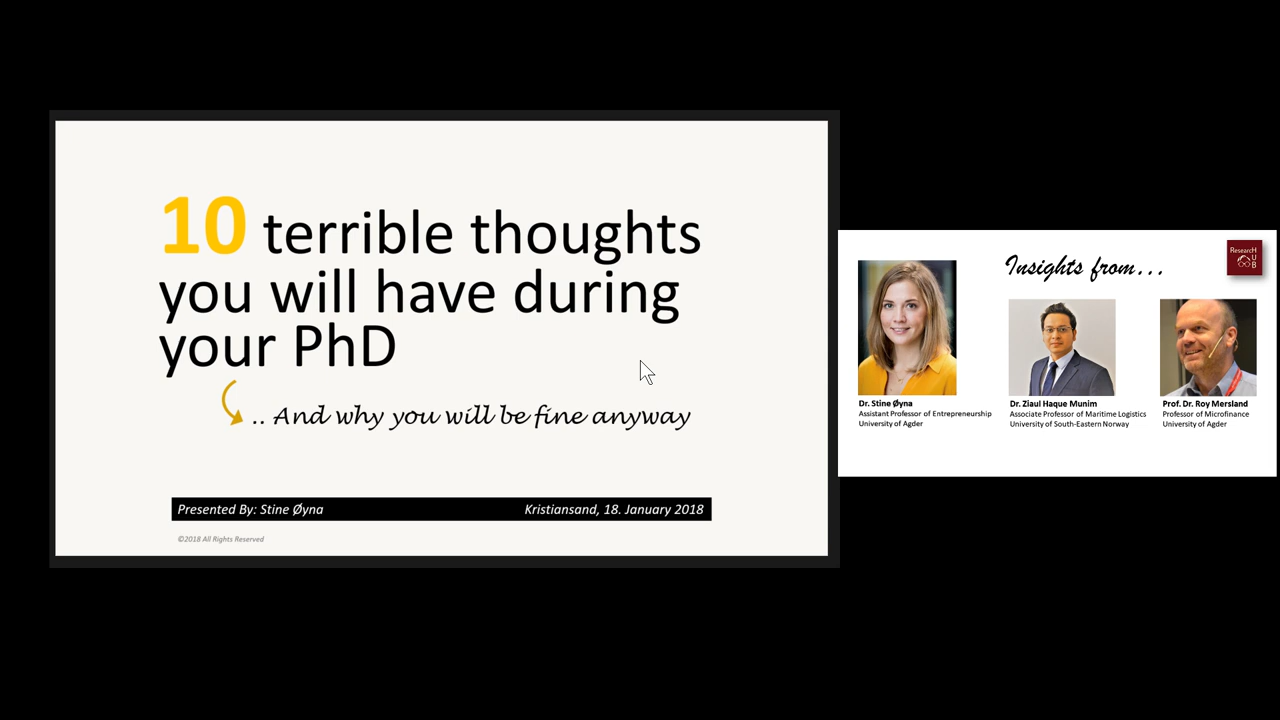 10 terrible thoughts
you will have during
your PhD
.. And why you will be fine anyway
Presented By: Stine Øyna
Kristiansand, 18. January 2018
©2018 All Rights Reserved
Insights from...
ResearcH
U
B
Dr. Stine Øyna
Assistant Professor of Entrepreneurship
University of Agder
Dr. Ziaul Haque Munim
Associate Professor of Maritime Logistics
University of South-Eastern Norway
Prof. Dr. Roy Mersland
Professor of Microfinance
University of Agder